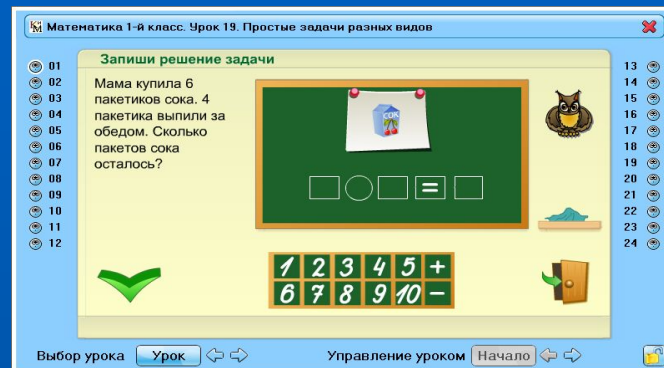 Математика 1-й класс. Урок 19. Простые задачи разных видов
Запиши решение задачи
Мама купила 6
пакетиков сока. 4
пакетика выпили за
обедом. Сколько
пакетов сока
осталось?
СОК
=
1 2 3 4 5 +
6 7 8 9 10 −
01
02
03
04
05
06
07
08
09
10
11
12
13
14
15
16
17
18
19
20
21
22
23
24
Выбор урока Урок Управление уроком Начало